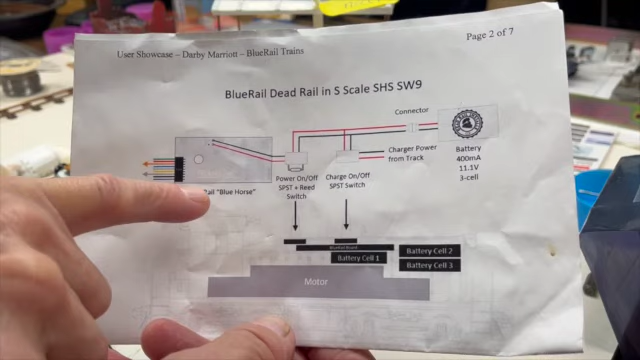 Page 2 of 7
User Showcase – Darby Marriott – BlueRail Trains
BlueRail Dead Rail in S Scale SHS SW9
Connector
Charger Power
from Track
Battery
400mA
11.1V
3-cell
"Blue Horse"
Power On/Off
SPST + Reed
Switch
Charge On/Off
SPST Switch
BlueRail Board
Battery Cell 1
Battery Cell 2
Battery Cell 3
Motor